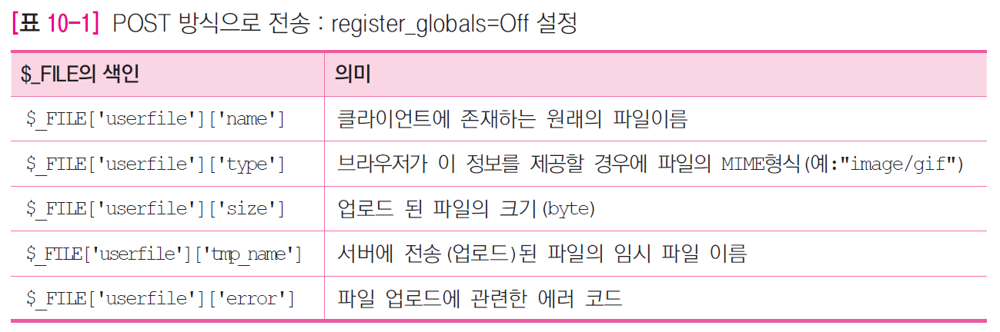 [표 10-1] POST 방식으로 전송 : register_globals=Off 설정
$_FILE의 색인 의미
$_FILE['userfile']['name'] 클라이언트에 존재하는 원래의 파일이름
$_FILE['userfile']['type'] 브라우저가 이 정보를 제공할 경우에 파일의 MIME형식(예:"image/gif")
$_FILE['userfile']['size'] 업로드 된 파일의 크기(byte)
$_FILE['userfile']['tmp_name'] 서버에 전송(업로드)된 파일의 임시 파일 이름
$_FILE['userfile']['error'] 파일 업로드에 관련한 에러 코드